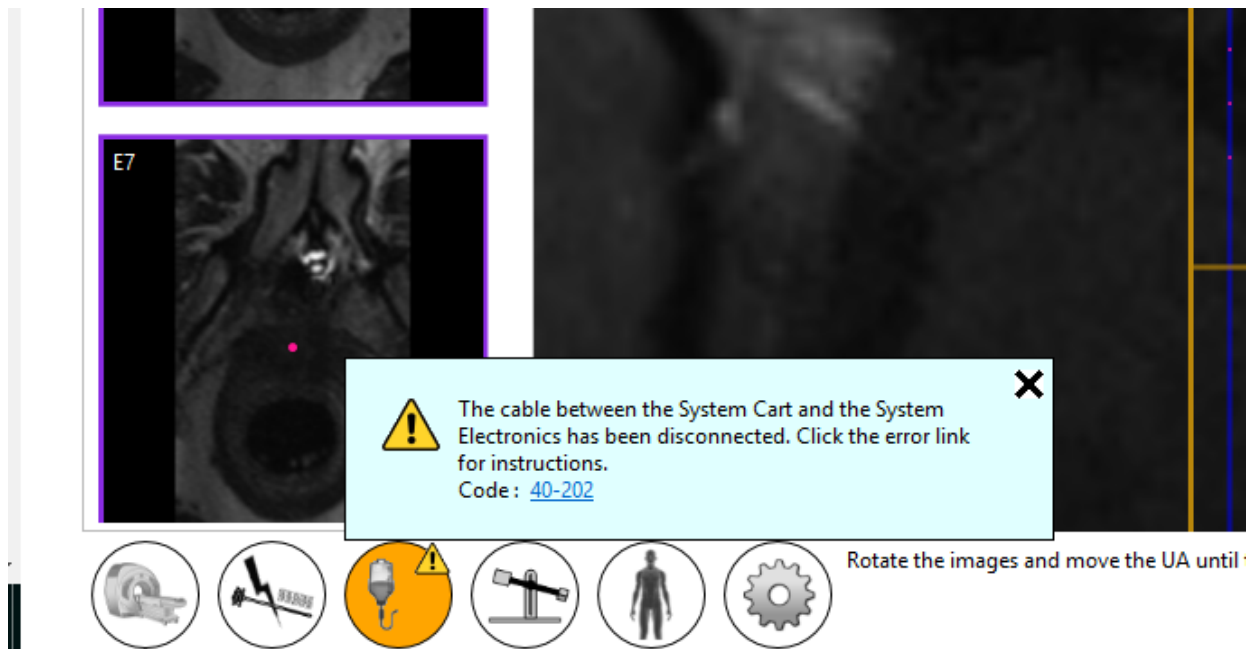 E7
The cable between the System Cart and the System
Electronics has been disconnected. Click the error link
for instructions.
Code : 40-202
Rotate the images and move the UA until